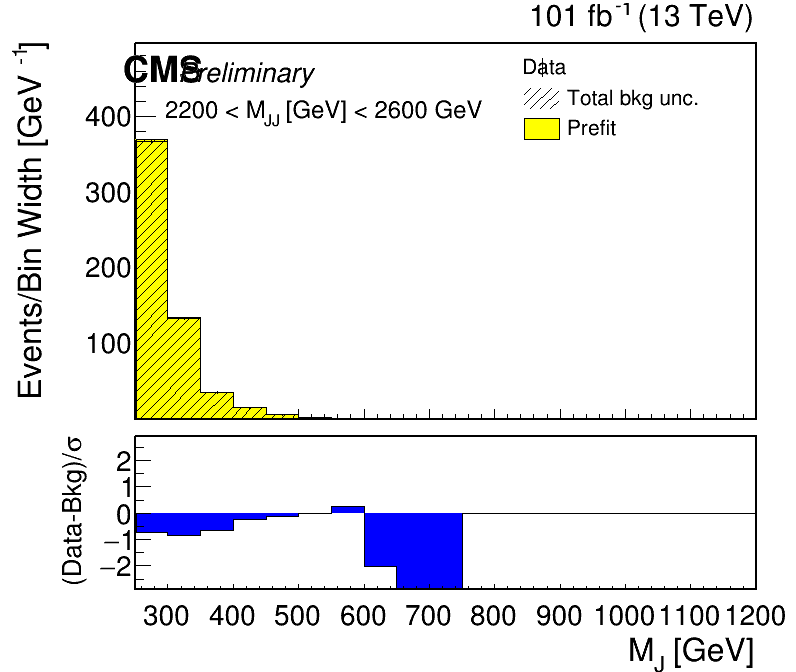 101 fb⁻¹ (13 TeV)
CMS Preliminary
2200 < M_JJ [GeV] < 2600 GeV
Data
Total bkg unc.
Prefit
Events/Bin Width [GeV⁻¹]
400
300
200
100
(Data-Bkg)/σ
2
1
0
−1
−2
300 400 500 600 700 800 900 1000 1100 1200
M_J [GeV]